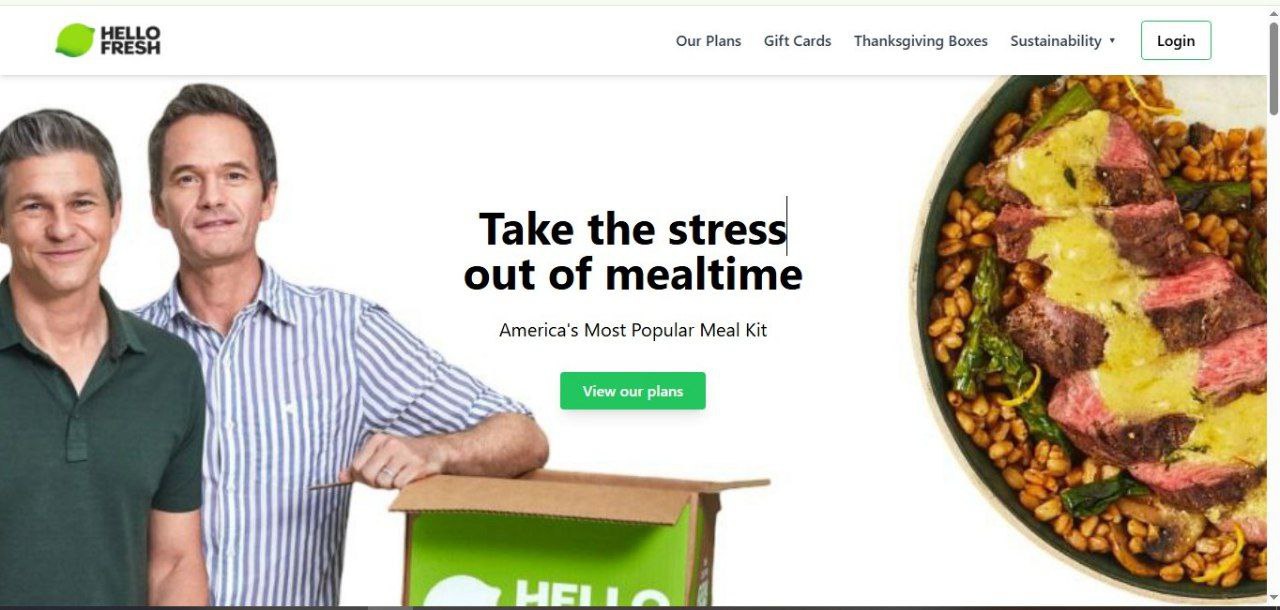 HELLO
FRESH
Our Plans
Gift Cards
Thanksgiving Boxes
Sustainability ▾
Login
Take the stress
out of mealtime
America's Most Popular Meal Kit
View our plans
HELLO